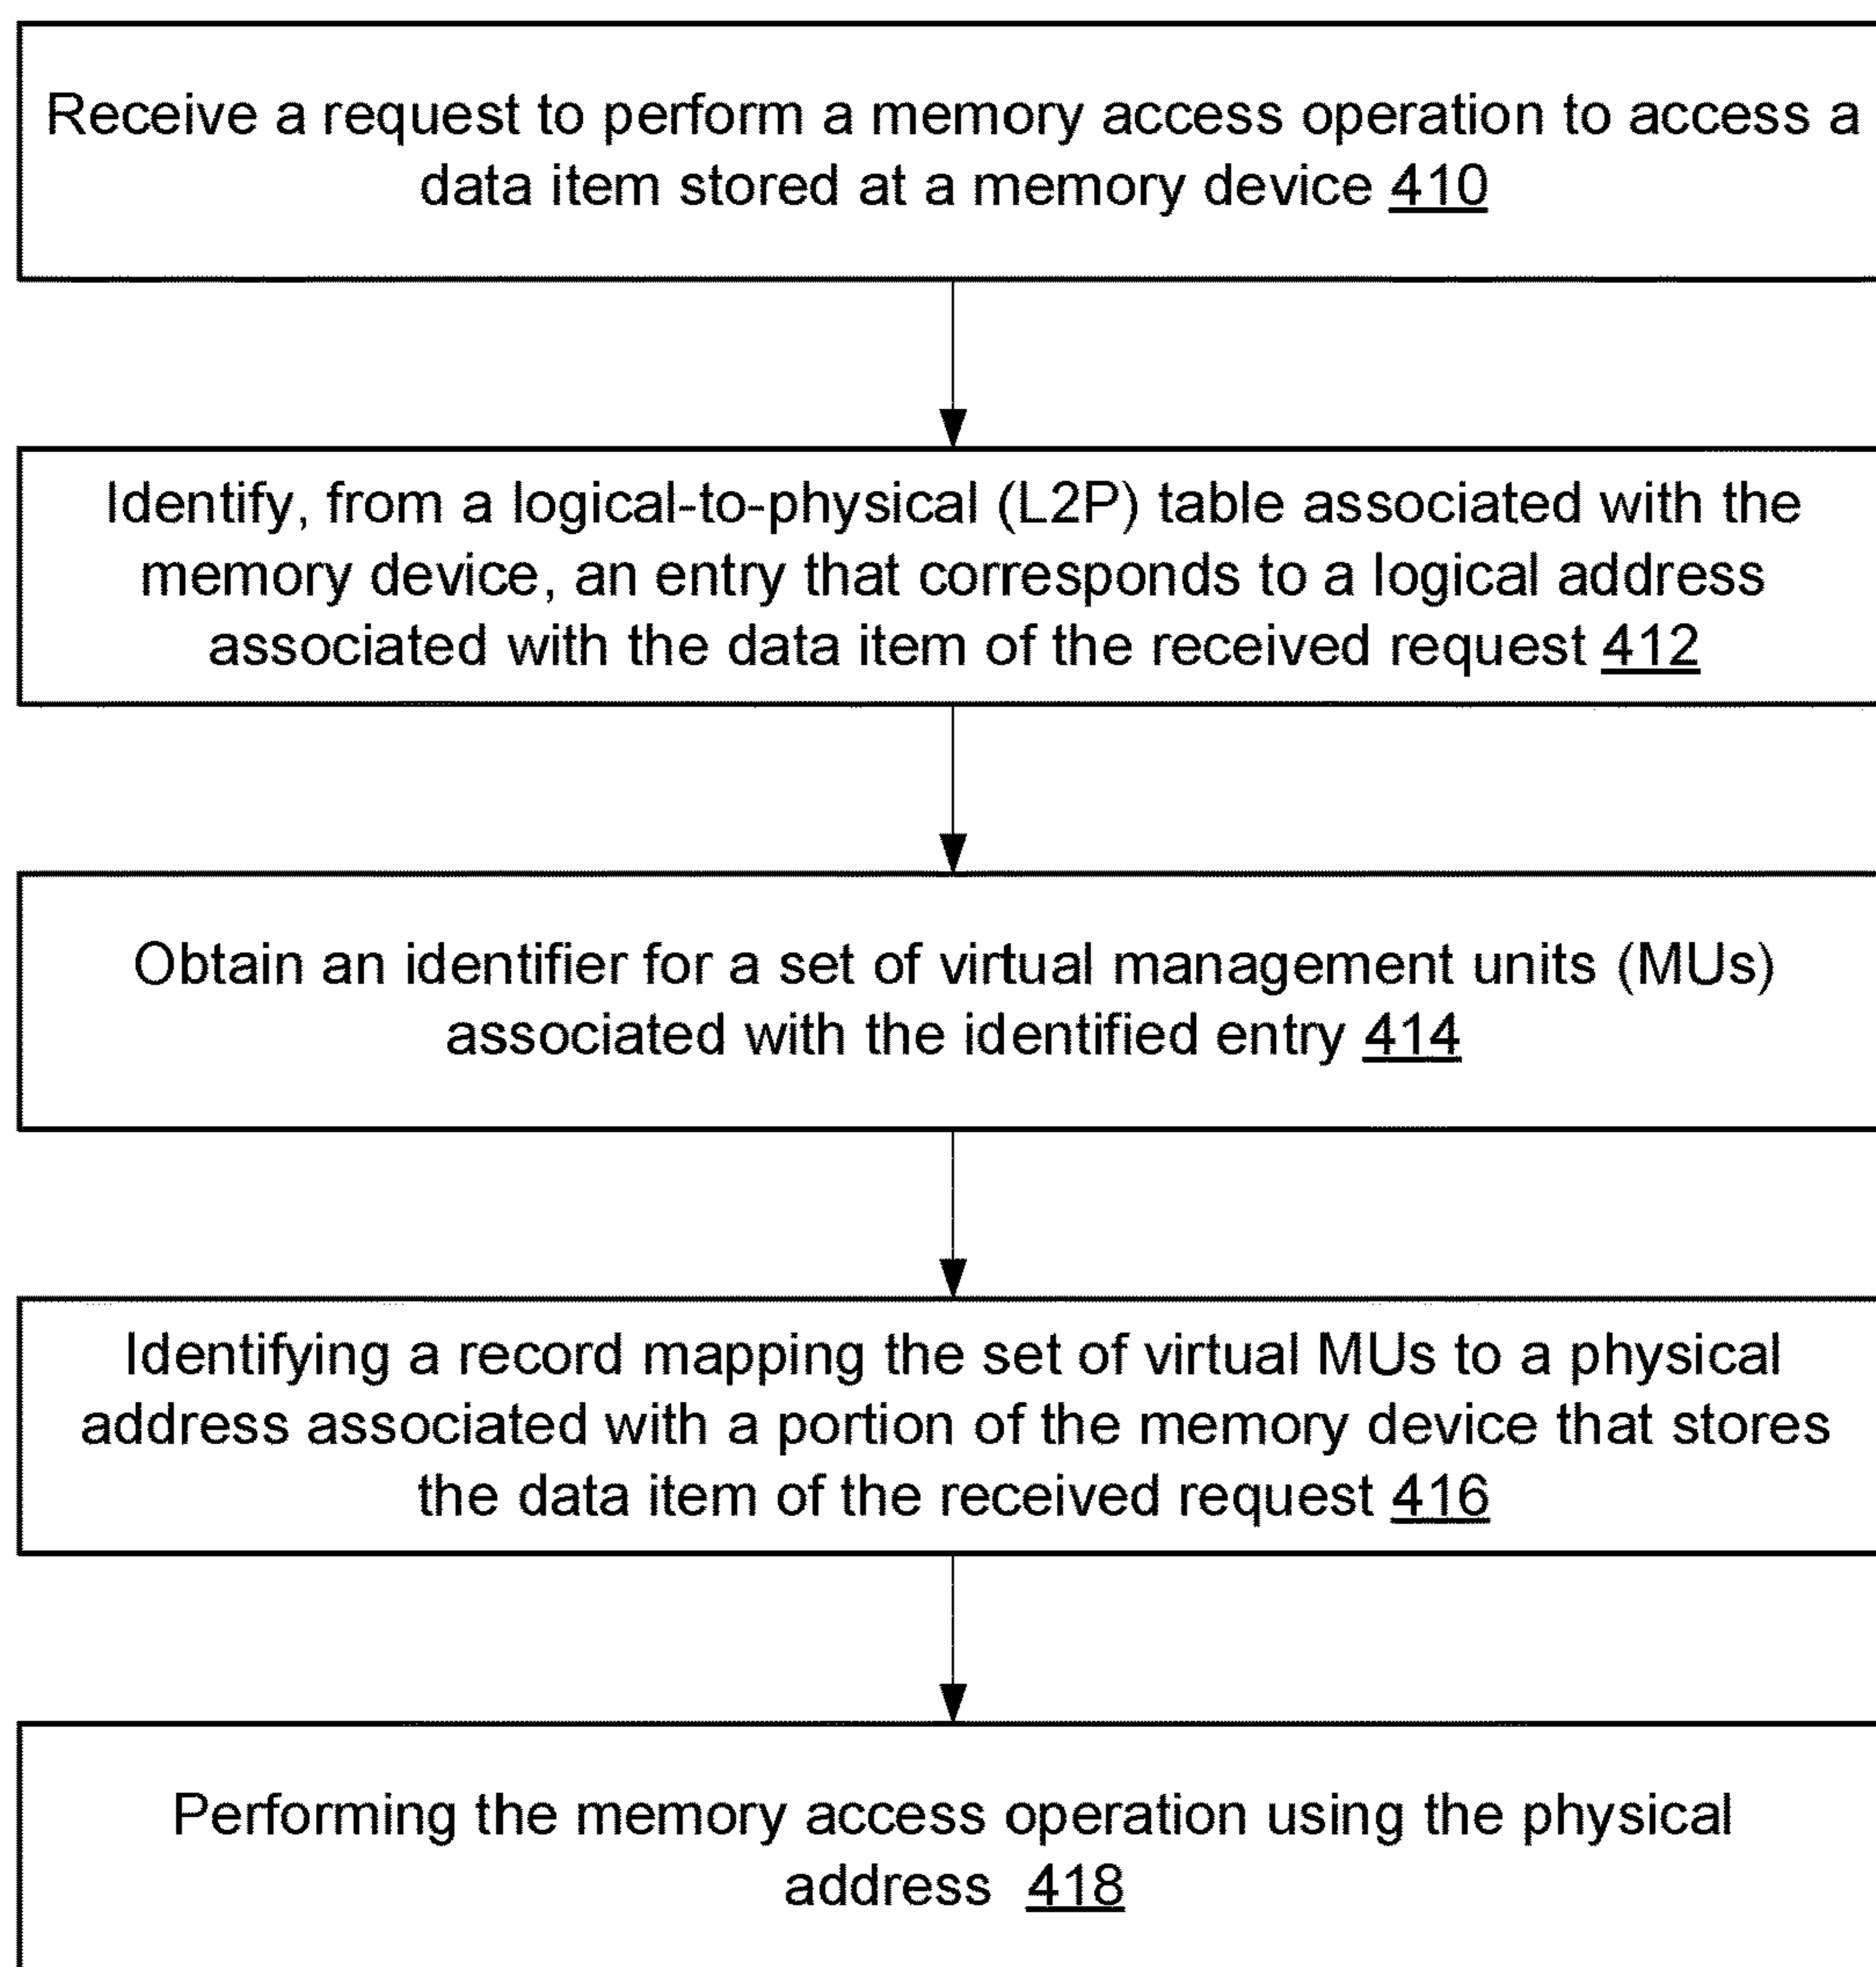 Receive a request to perform a memory access operation to access a
data item stored at a memory device 410
Identify, from a logical-to-physical (L2P) table associated with the
memory device, an entry that corresponds to a logical address
associated with the data item of the received request 412
Obtain an identifier for a set of virtual management units (MUs)
associated with the identified entry 414
Identifying a record mapping the set of virtual MUs to a physical
address associated with a portion of the memory device that stores
the data item of the received request 416
Performing the memory access operation using the physical
address 418